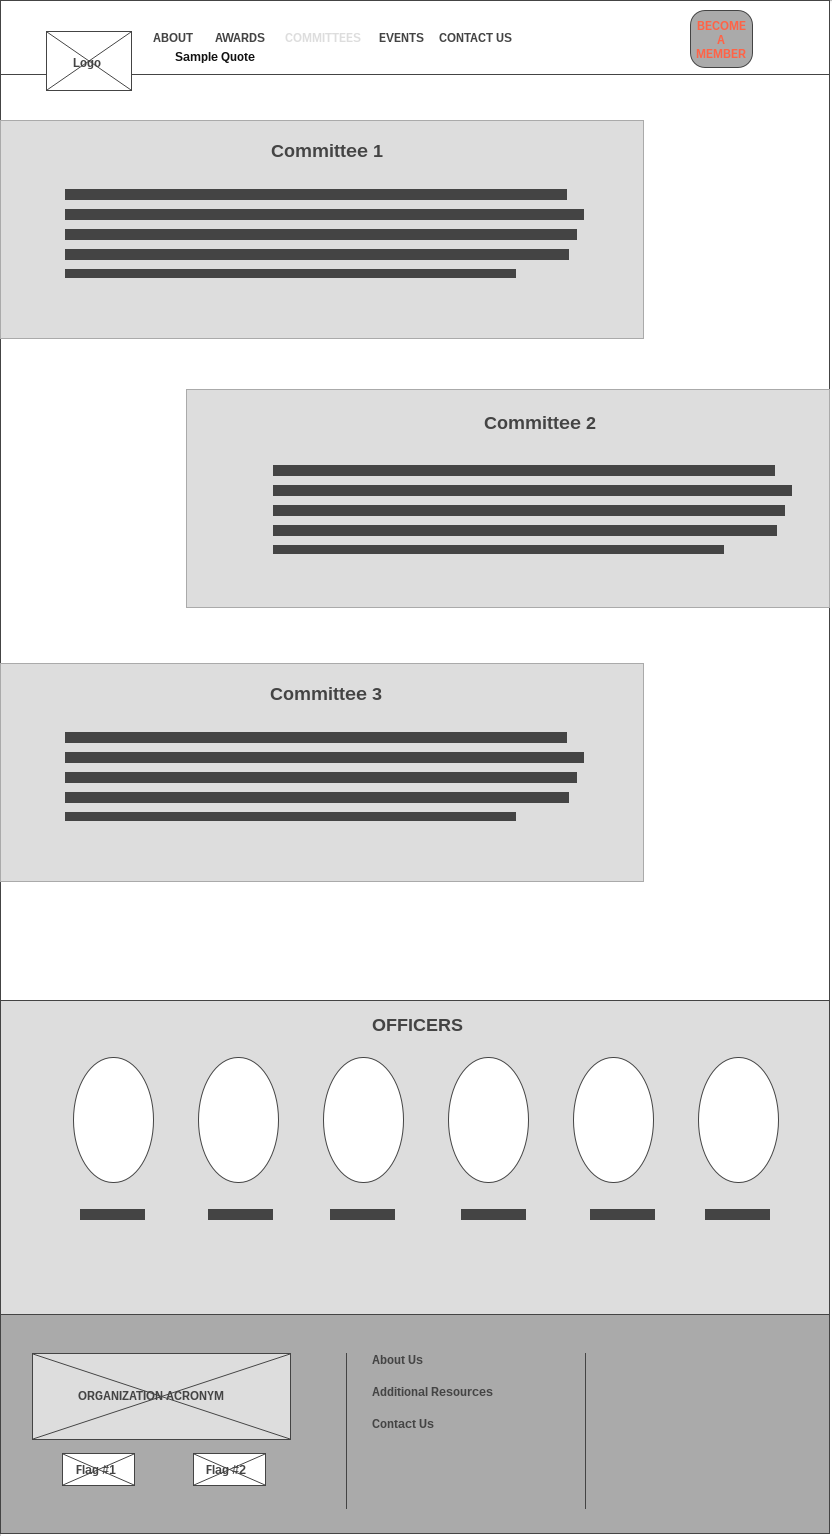 ABOUT AWARDS COMMITTEES EVENTS CONTACT US
Sample Quote
Logo
BECOME
A
MEMBER
Committee 1
Committee 2
Committee 3
OFFICERS
ORGANIZATION ACRONYM
Flag #1 Flag #2
About Us
Additional Resources
Contact Us